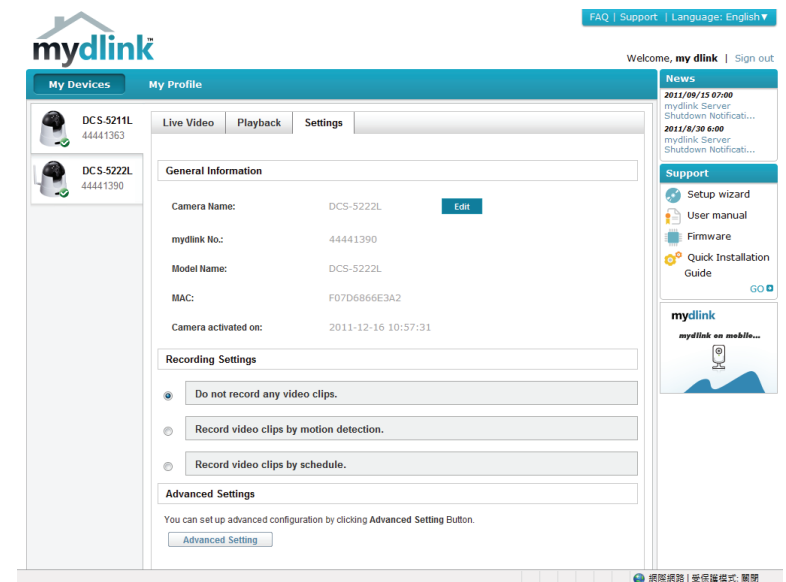 FAQ | Support | Language: English▼
mydlink™
Welcome, my dlink | Sign out
My Devices
My Profile
DCS-5211L
44441363
DCS-5222L
44441390
Live Video
Playback
Settings
General Information
Camera Name: DCS-5222L Edit
mydlink No.: 44441390
Model Name: DCS-5222L
MAC: F07D6866E3A2
Camera activated on: 2011-12-16 10:57:31
Recording Settings
Do not record any video clips.
Record video clips by motion detection.
Record video clips by schedule.
Advanced Settings
You can set up advanced configuration by clicking Advanced Setting Button.
Advanced Setting
News
2011/09/15 07:00
mydlink Server
Shutdown Notificati...
2011/8/30 6:00
mydlink Server
Shutdown Notificati...
Support
Setup wizard
User manual
Firmware
Quick Installation
Guide
GO
mydlink
mydlink on mobile...
網際網路 | 受保護模式: 關閉